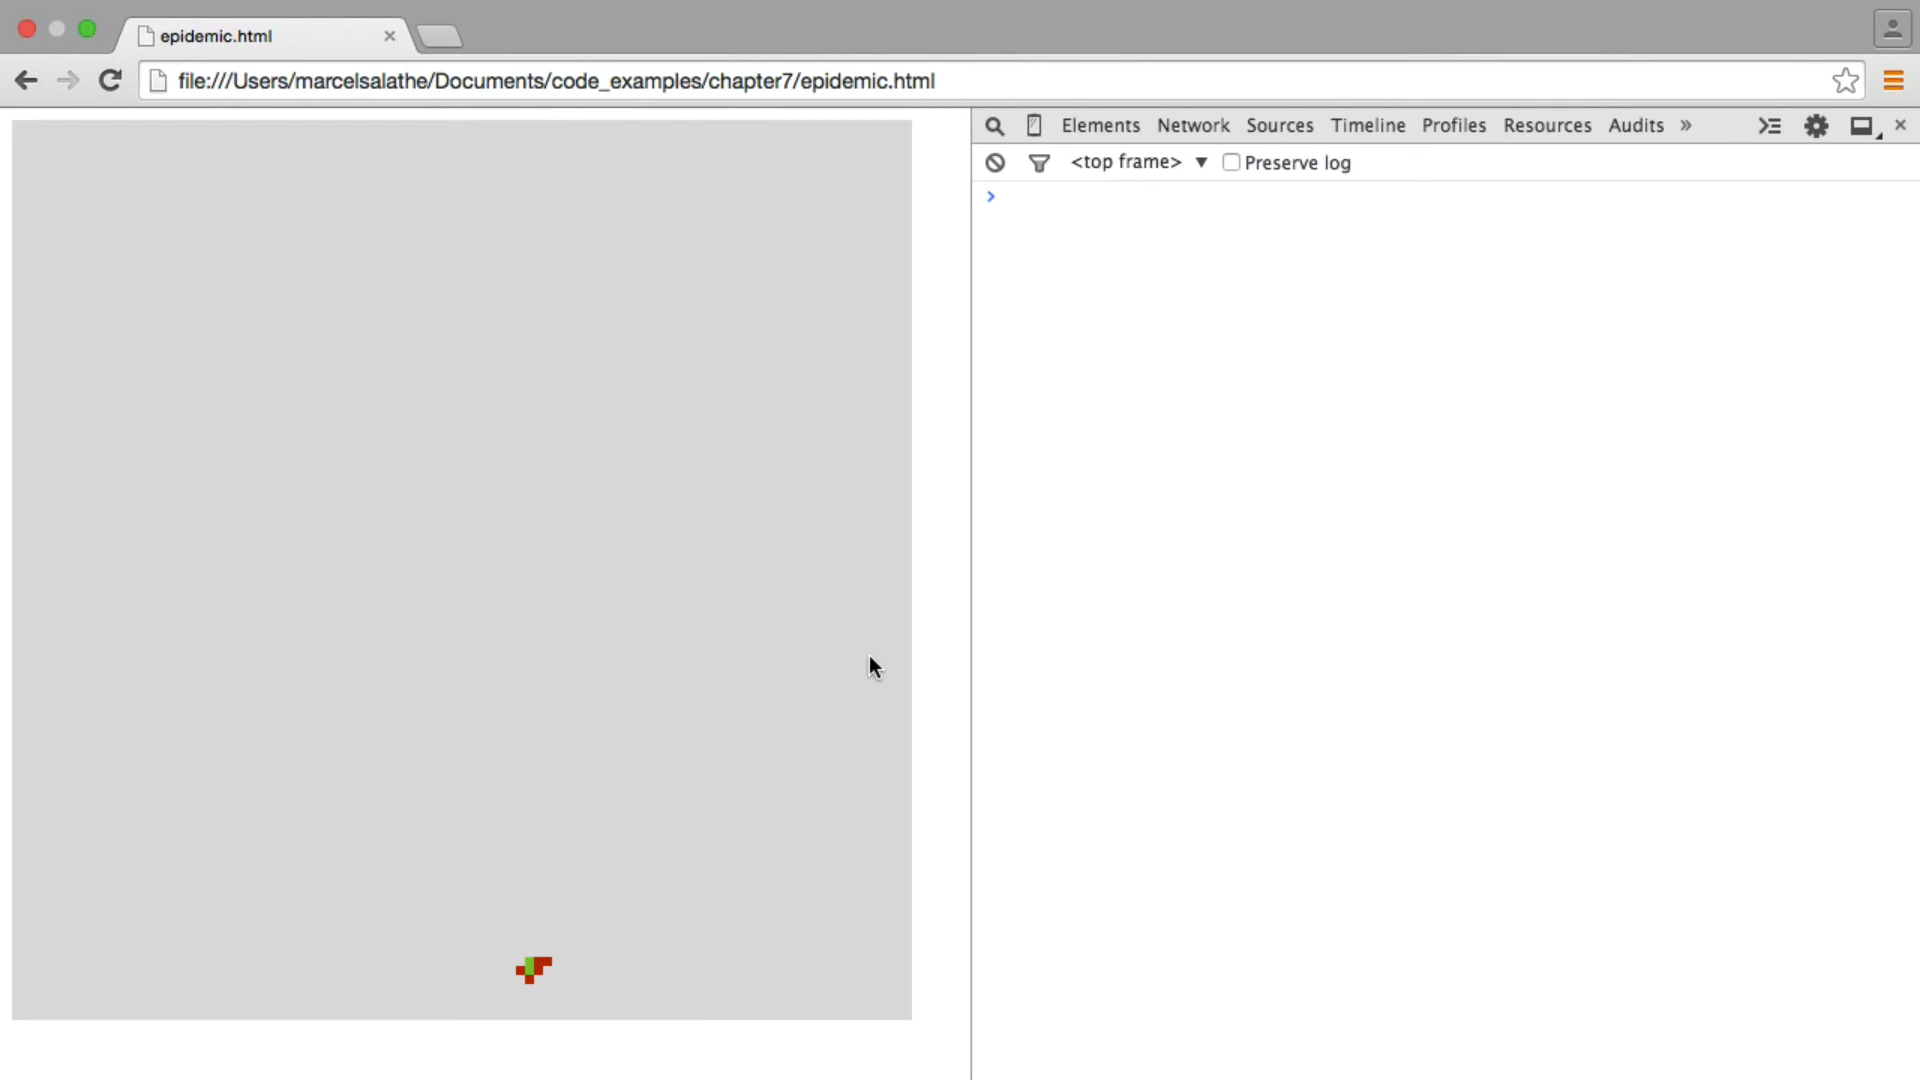 epidemic.html
file:///Users/marcelsalathe/Documents/code_examples/chapter7/epidemic.html
Elements Network Sources Timeline Profiles Resources Audits »
<top frame> ▼ Preserve log